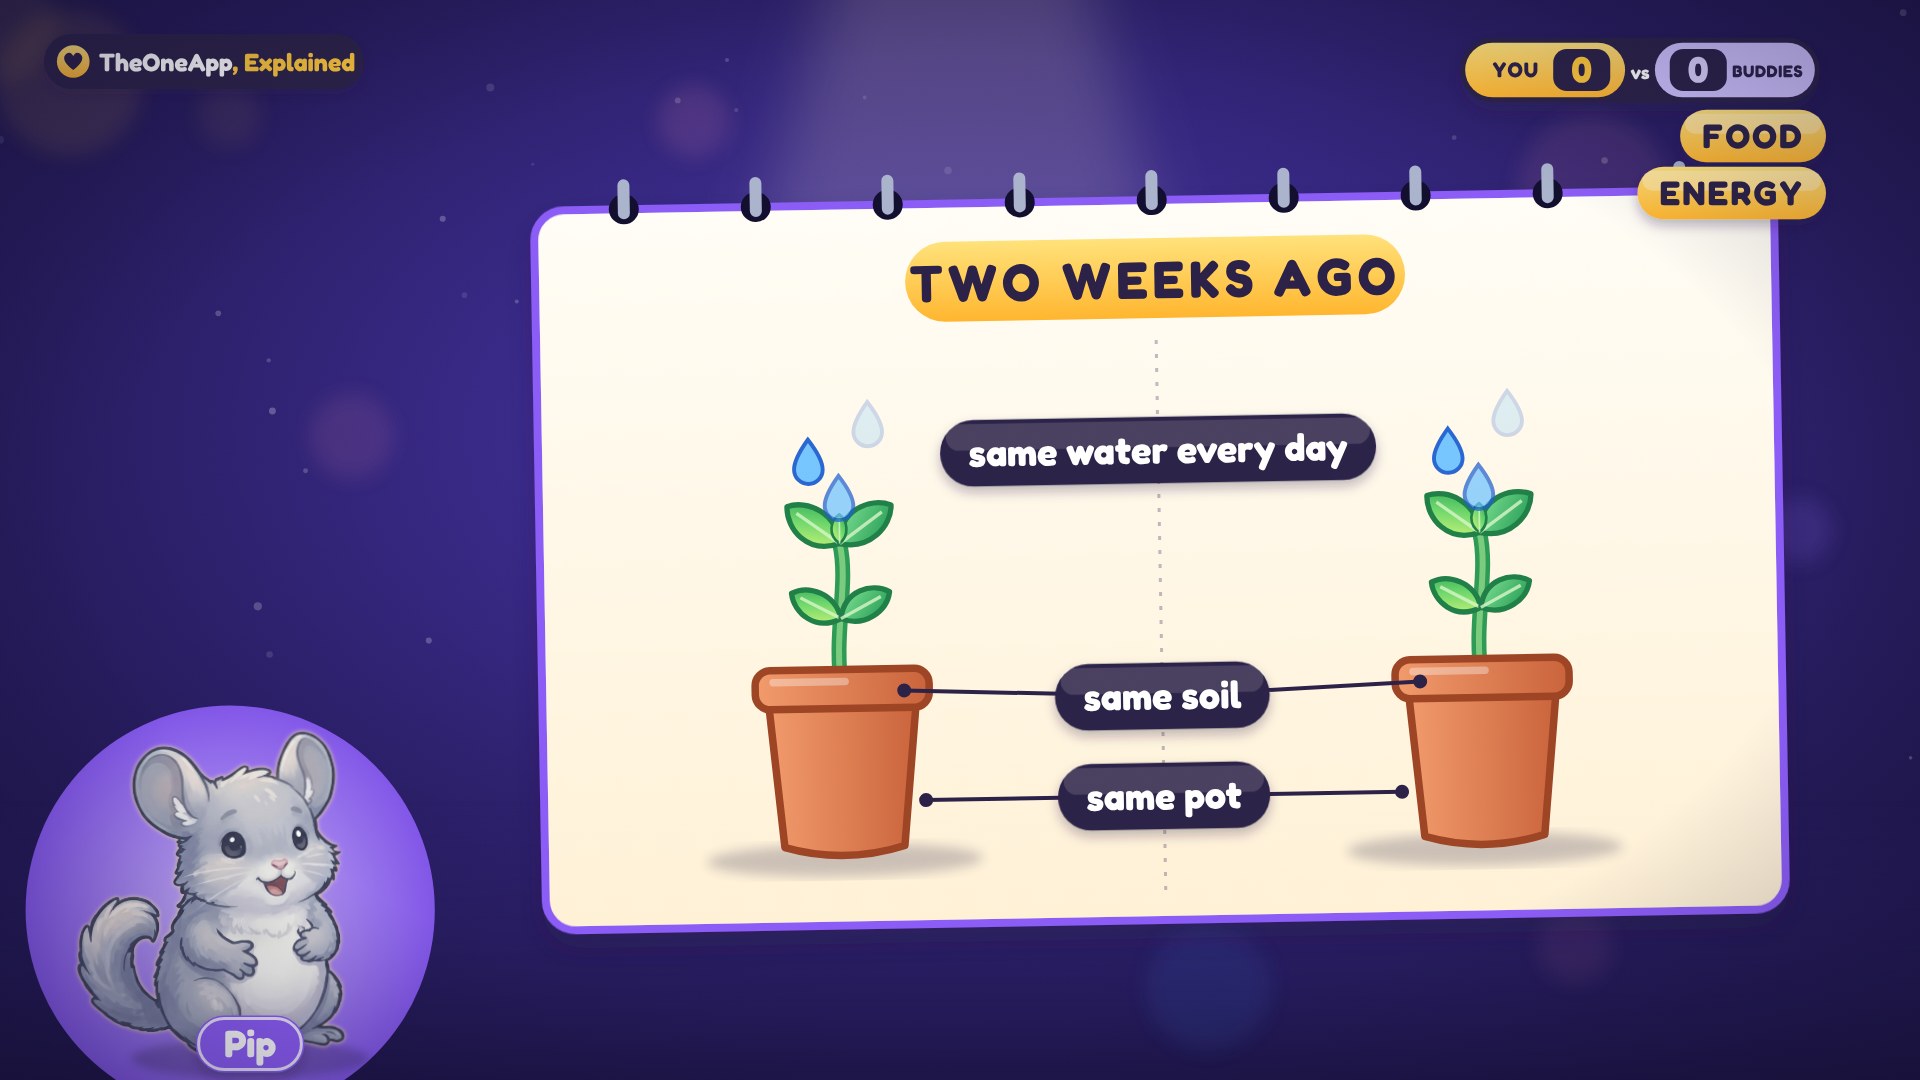 TheOneApp, Explained
YOU 0 vs 0 BUDDIES
FOOD
ENERGY
TWO WEEKS AGO
same water every day
same soil
same pot
Pip